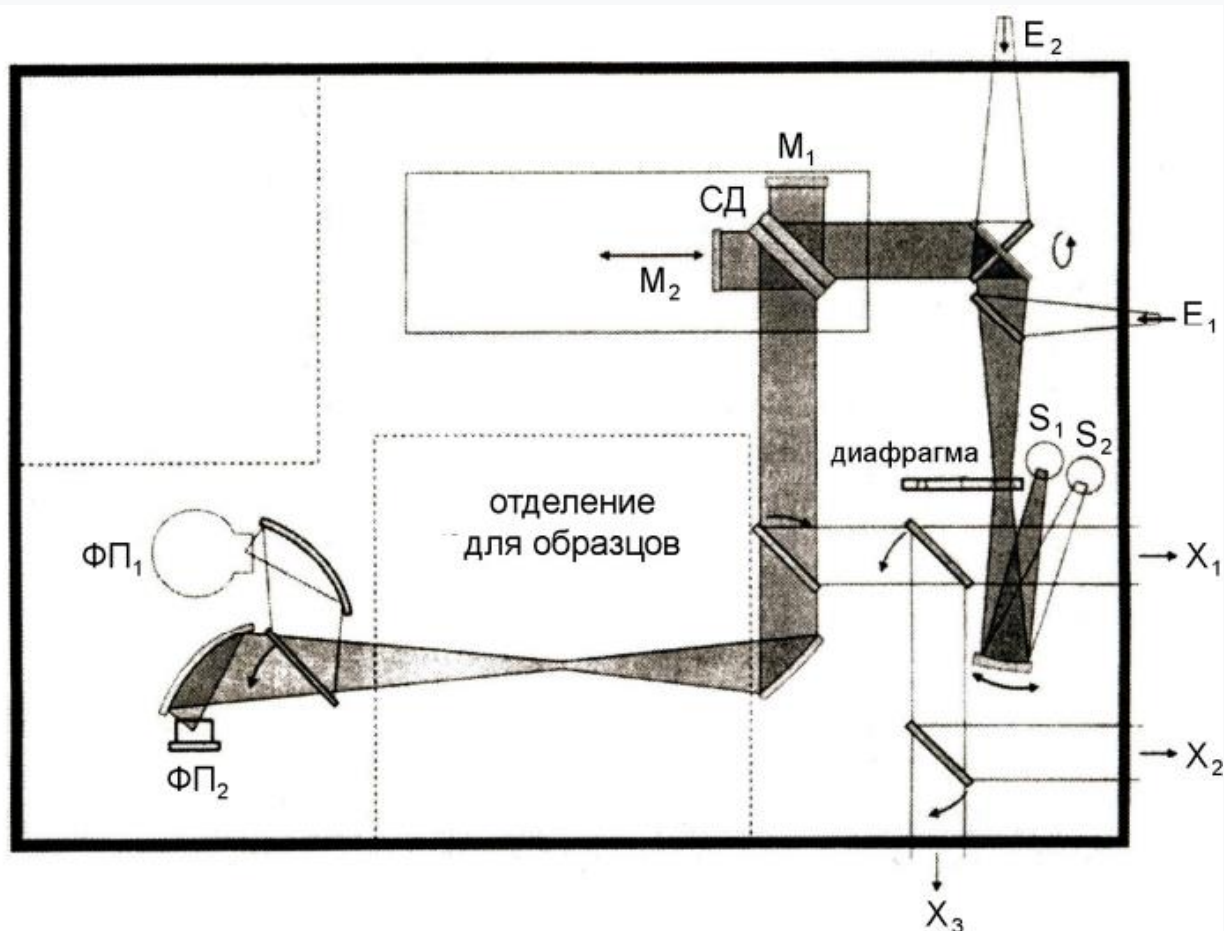 E2
M1
СД
M2
E1
S1
S2
диафрагма
отделение
для образцов
ФП1
X1
ФП2
X2
X3